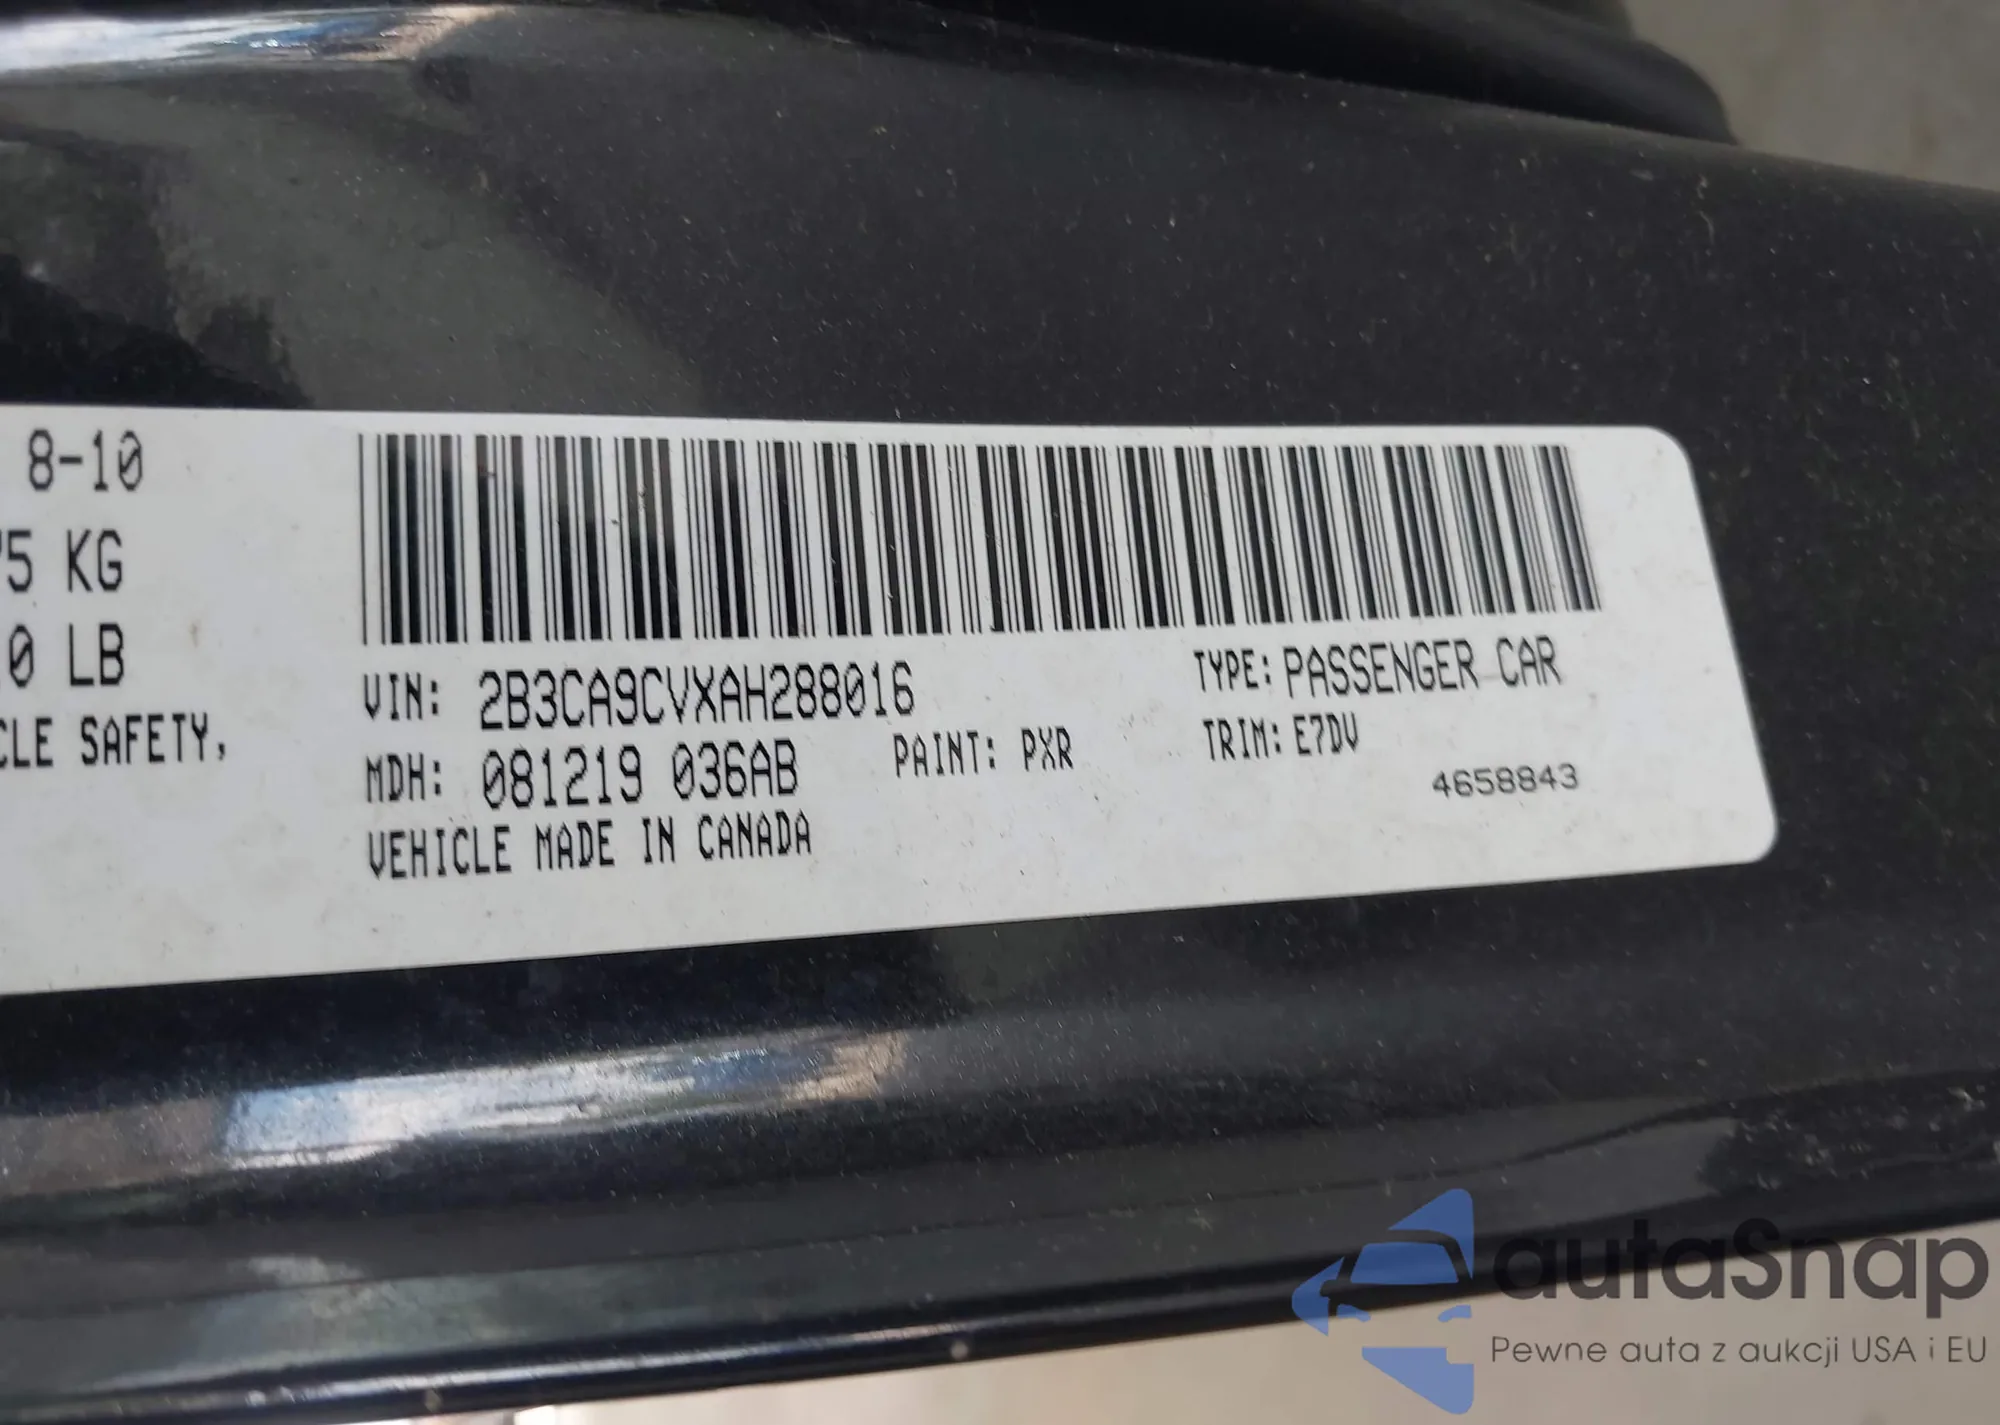 8-10
5 KG
0 LB
CLE SAFETY,
VIN: 2B3CA9CVXAH288016
TYPE: PASSENGER CAR
MDH: 081219 036AB
PAINT: PXR
TRIM: E7DV
4658843
VEHICLE MADE IN CANADA
autaSnap
Pewne auta z aukcji USA i EU